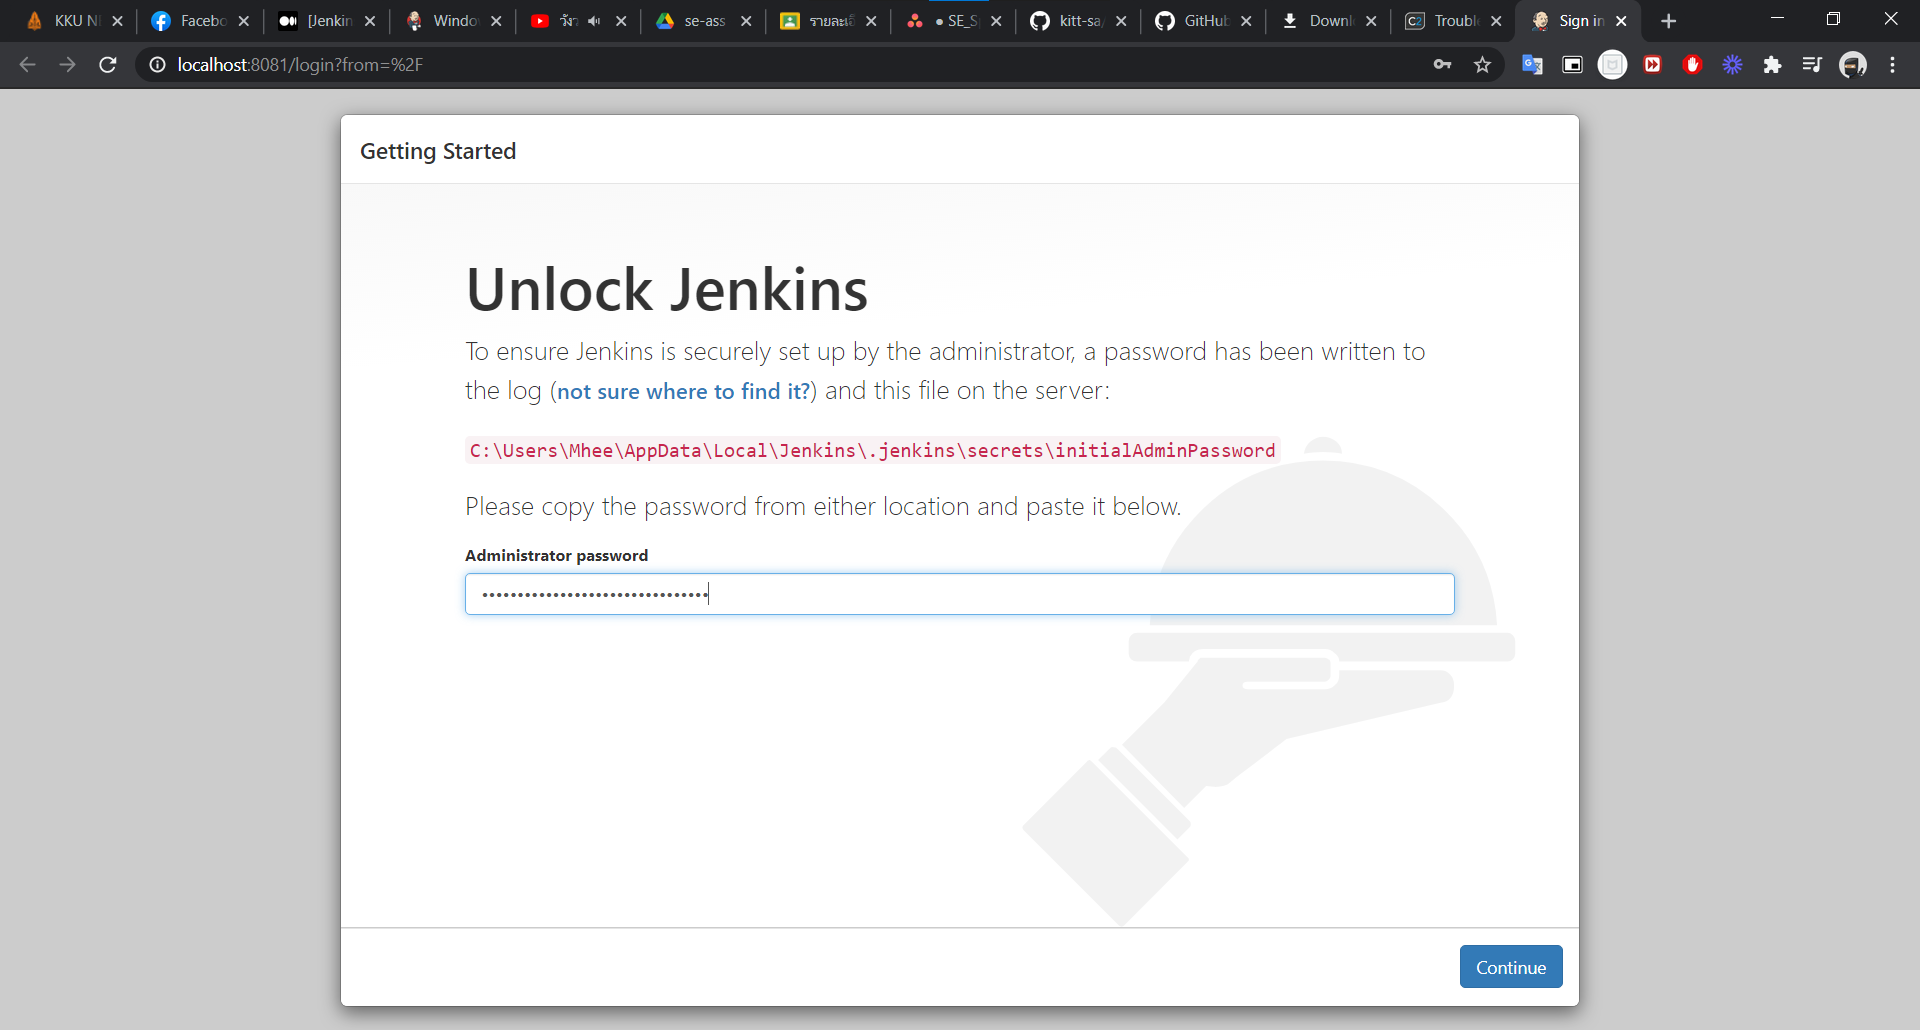 KKU N
Facebo
[Jenkin
Windo
วังว
se-ass
รายละเอี
• SE_S
kitt-sa
GitHub
Downl
Troubl
Sign in
localhost:8081/login?from=%2F
Getting Started
Unlock Jenkins
To ensure Jenkins is securely set up by the administrator, a password has been written to
the log (not sure where to find it?) and this file on the server:
C:\Users\Mhee\AppData\Local\Jenkins\.jenkins\secrets\initialAdminPassword
Please copy the password from either location and paste it below.
Administrator password
Continue